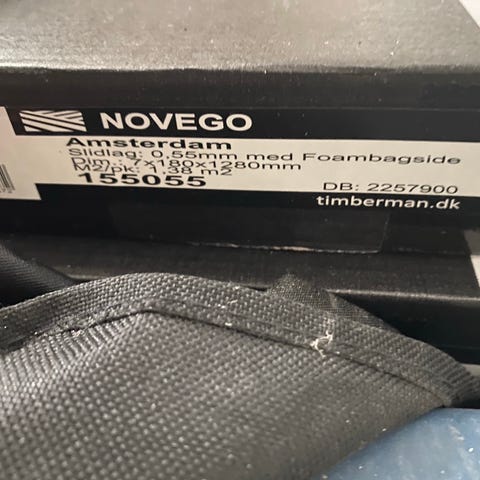 NOVEGO
Amsterdam
Slidlag: 0,55mm med Foambagside
Dim.: 7x180x1280mm
M2/pk: 1,38 m2
155055
DB: 2257900
timberman.dk